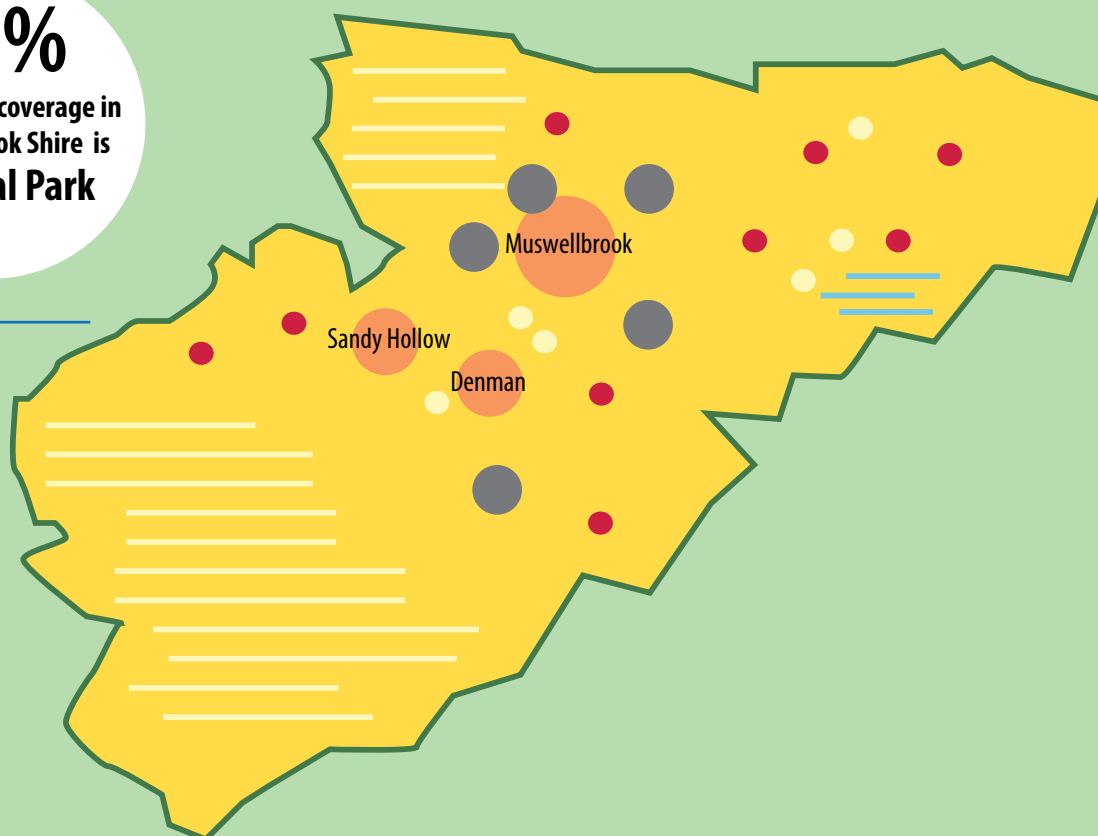 %
coverage in
ok Shire is
al Park
Muswellbrook
Sandy Hollow
Denman